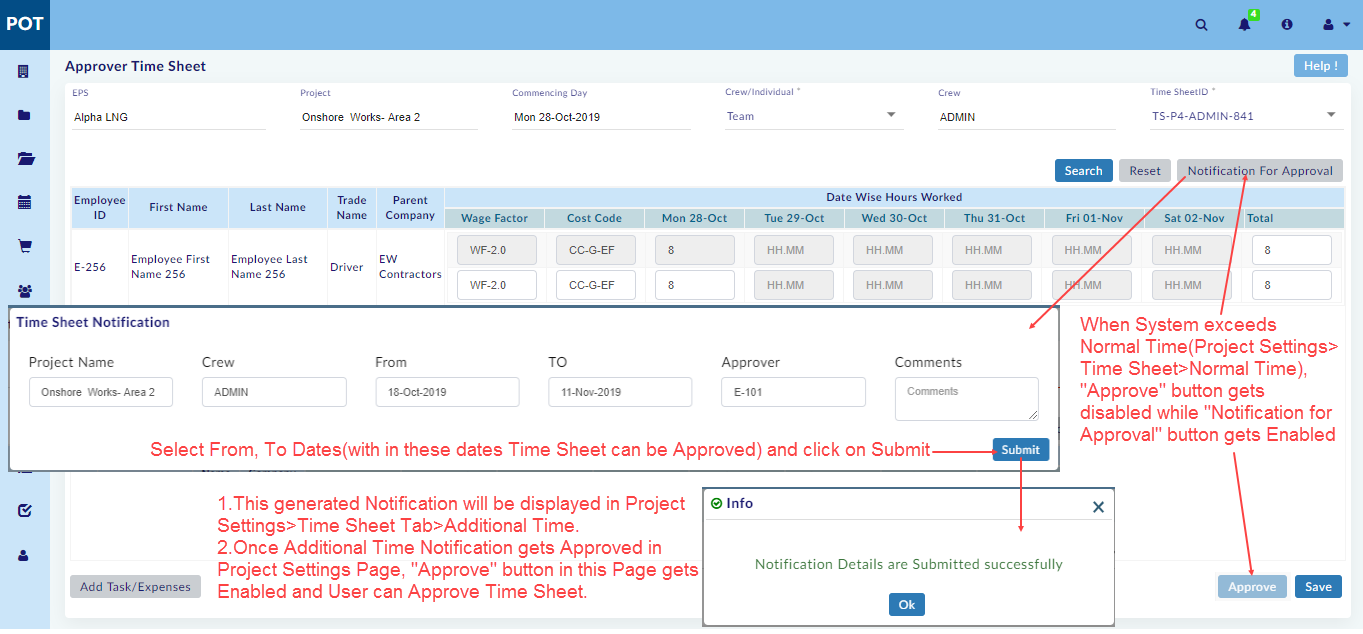 POT
4
Approver Time Sheet
Help !
EPS
Project
Commencing Day
Crew/Individual *
Crew
Time SheetID *
Alpha LNG
Onshore Works- Area 2
Mon 28-Oct-2019
Team
ADMIN
TS-P4-ADMIN-841
Search
Reset
Notification For Approval
Employee ID
First Name
Last Name
Trade Name
Parent Company
Date Wise Hours Worked
Wage Factor
Cost Code
Mon 28-Oct
Tue 29-Oct
Wed 30-Oct
Thu 31-Oct
Fri 01-Nov
Sat 02-Nov
Total
E-256
Employee First Name 256
Employee Last Name 256
Driver
EW Contractors
WF-2.0
CC-G-EF
8
HH.MM
HH.MM
HH.MM
HH.MM
HH.MM
8
WF-2.0
CC-G-EF
8
HH.MM
HH.MM
HH.MM
HH.MM
HH.MM
8
Time Sheet Notification
Project Name
Crew
From
TO
Approver
Comments
Onshore Works- Area 2
ADMIN
18-Oct-2019
11-Nov-2019
E-101
Comments
Select From, To Dates(with in these dates Time Sheet can be Approved) and click on Submit
Submit
When System exceeds
Normal Time(Project Settings>
Time Sheet>Normal Time),
"Approve" button gets
disabled while "Notification for
Approval" button gets Enabled
1.This generated Notification will be displayed in Project
Settings>Time Sheet Tab>Additional Time.
2.Once Additional Time Notification gets Approved in
Project Settings Page, "Approve" button in this Page gets
Enabled and User can Approve Time Sheet.
Info
Notification Details are Submitted successfully
Ok
Add Task/Expenses
Approve
Save